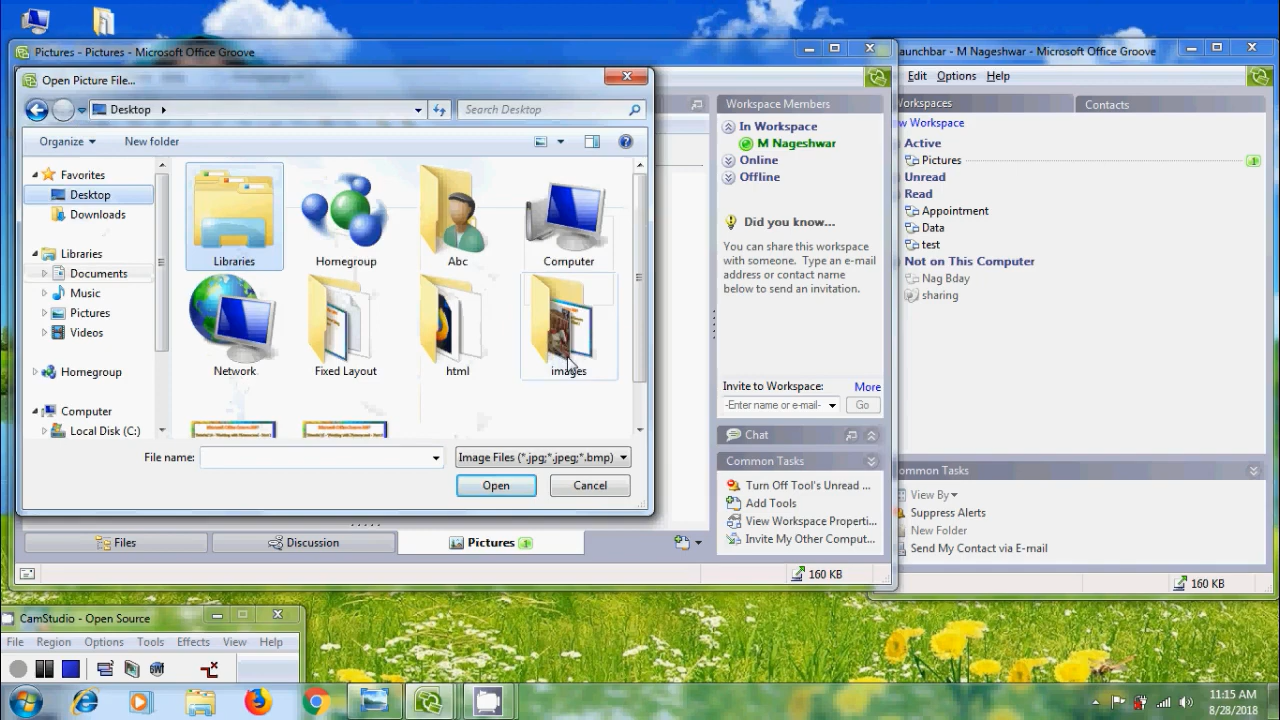 Pictures - Pictures - Microsoft Office Groove
Launchbar - M Nageshwar - Microsoft Office Groove
Open Picture File...
Desktop
Search Desktop
Organize
New folder
Favorites
Desktop
Downloads
Libraries
Documents
Music
Pictures
Videos
Homegroup
Computer
Local Disk (C:)
Libraries
Homegroup
Abc
Computer
Network
Fixed Layout
html
images
File name:
Image Files (*.jpg;*.jpeg;*.bmp)
Open
Cancel
Files
Discussion
Pictures
160 KB
Workspace Members
In Workspace
M Nageshwar
Online
Offline
Did you know...
You can share this workspace
with someone. Type a e-mail
address or contact name
below to send an invitation.
Invite to Workspace:
More
-Enter name or e-mail-
Go
Chat
Common Tasks
Turn Off Tool's Unread ...
Add Tools
View Workspace Properti...
Invite My Other Comput...
Edit Options Help
orkspaces
Contacts
w Workspace
Active
Pictures
Unread
Read
Appointment
Data
test
Not on This Computer
Nag Bday
sharing
ommon Tasks
View By
Suppress Alerts
New Folder
Send My Contact via E-mail
160 KB
CamStudio - Open Source
File Region Options Tools Effects View Help
11:15 AM
8/28/2018